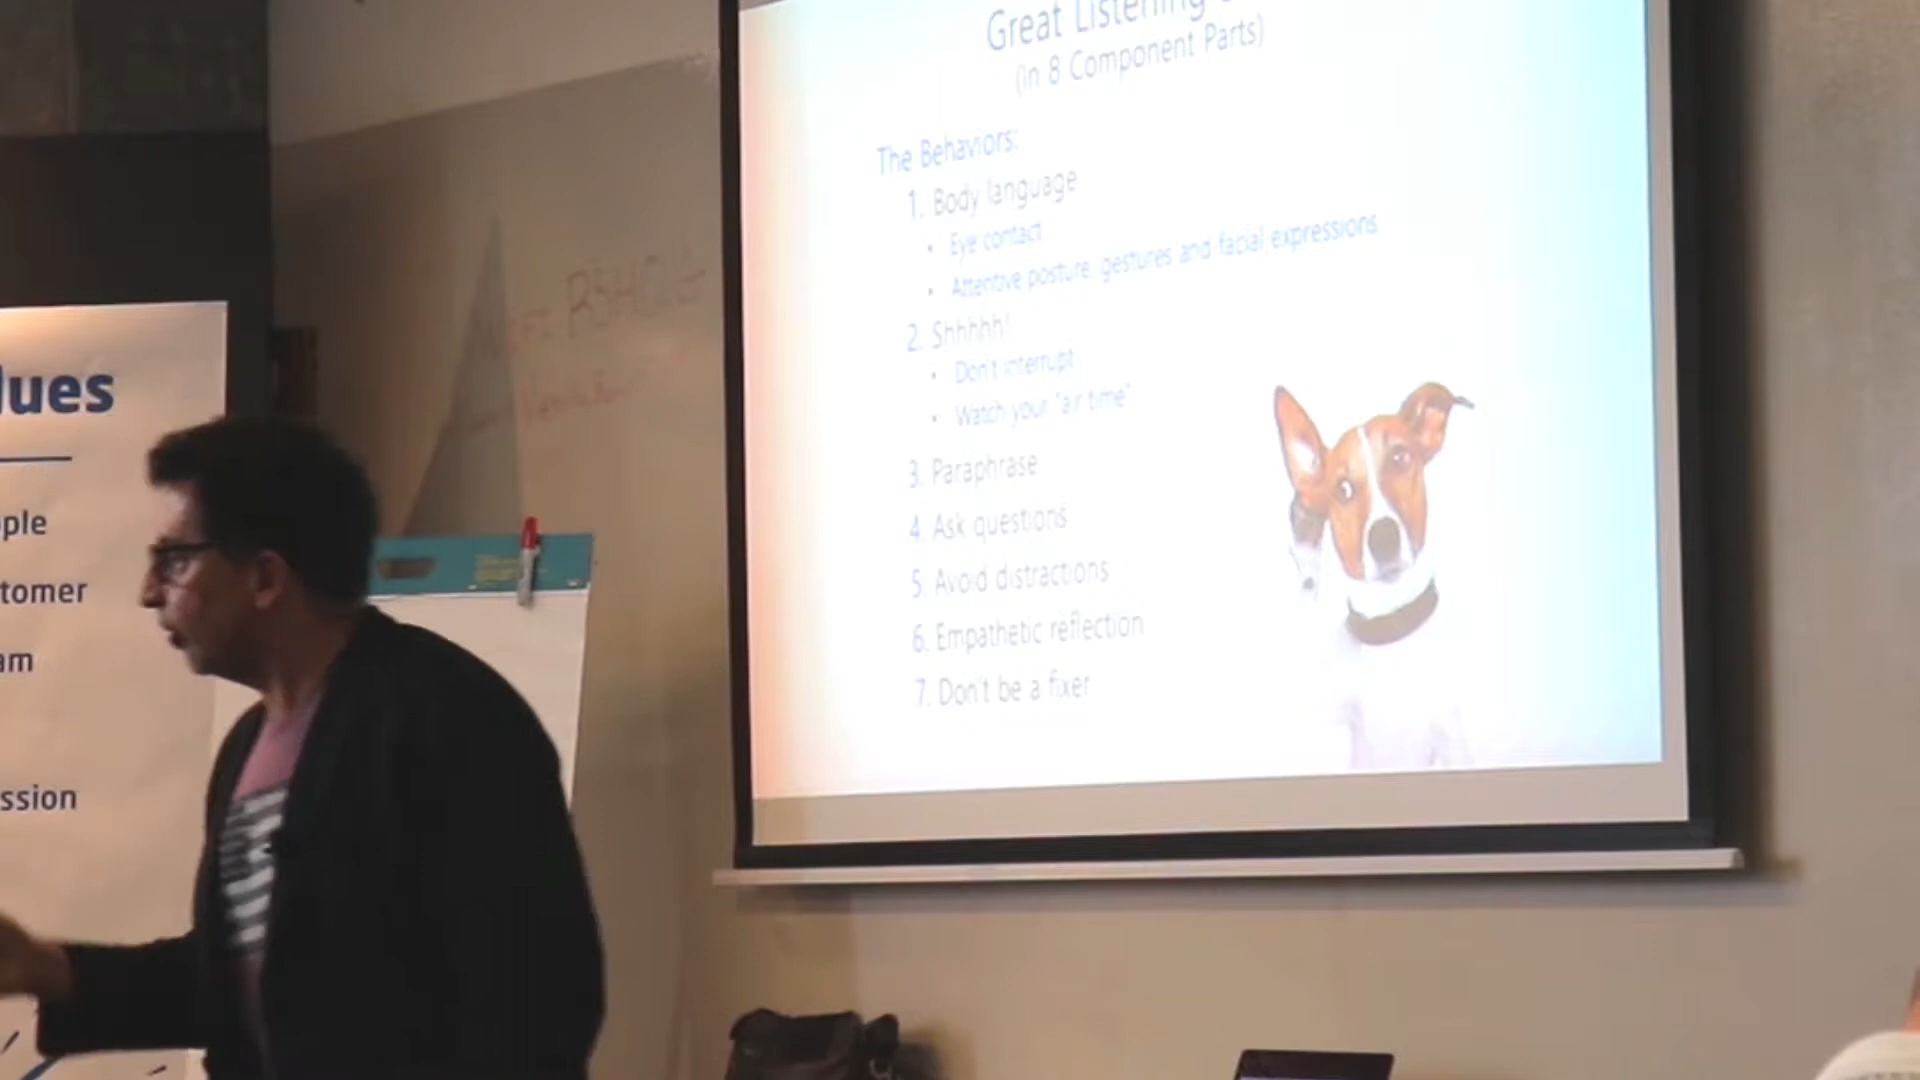 Great Listening
(in 8 Component Parts)
The Behaviors:
1. Body language
• Eye contact
• Attentive posture, gestures and facial expressions
2. Shhhhh!
• Don't interrupt
• Watch your "air time"
3. Paraphrase
4. Ask questions
5. Avoid distractions
6. Empathetic reflection
7. Don't be a fixer
lues
ple
tomer
am
ssion